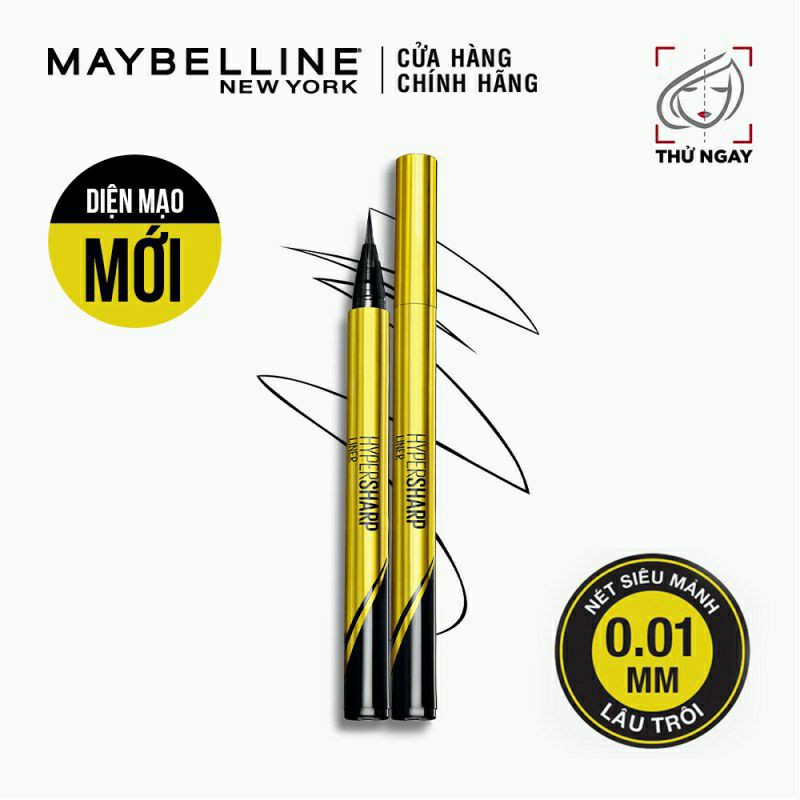 MAYBELLINE
NEW YORK
CỬA HÀNG
CHÍNH HÃNG
THỬ NGAY
DIỆN MẠO
MỚI
HYPERSHARP
LINER
HYPERSHARP
LINER
NÉT SIÊU MẢNH
0.01
MM
LÂU TRÔI